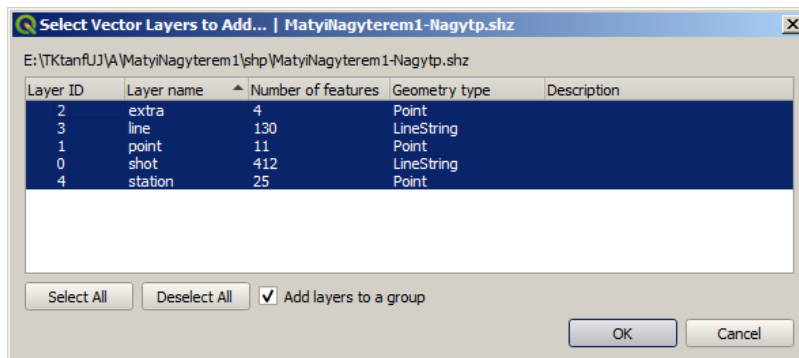 Select Vector Layers to Add... | MatyiNagyterem1-Nagytp.shz
E:\TKtanfUJ\A\MatyiNagyterem1\shp\MatyiNagyterem1-Nagytp.shz
Layer ID Layer name Number of features Geometry type Description
2 extra 4 Point
3 line 130 LineString
1 point 11 Point
0 shot 412 LineString
4 station 25 Point
Select All Deselect All Add layers to a group
OK Cancel